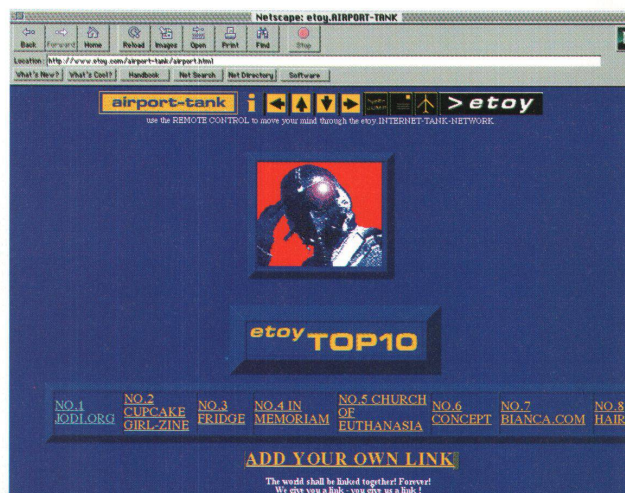 Netscape: etoy.AIRPORT-TANK
Back Forward Home Reload Images Open Print Find Stop
Location: http://www.etoy.com/airport-tank/airport.html
What's New? What's Cool? Handbook Net Search Net Directory Software
airport-tank i >etoy
use the REMOTE CONTROL to move your mind through the etoy.INTERNET-TANK-NETWORK
etoy TOP10
NO.1 JODI.ORG
NO.2 CUPCAKE GIRL-ZINE
NO.3 FRIDGE
NO.4 IN MEMORIAM
NO.5 CHURCH OF EUTHANASIA
NO.6 CONCEPT
NO.7 BIANCA.COM
NO.8 HAIR
ADD YOUR OWN LINK
The world shall be linked together! Forever!
We give you a link - you give us a link !